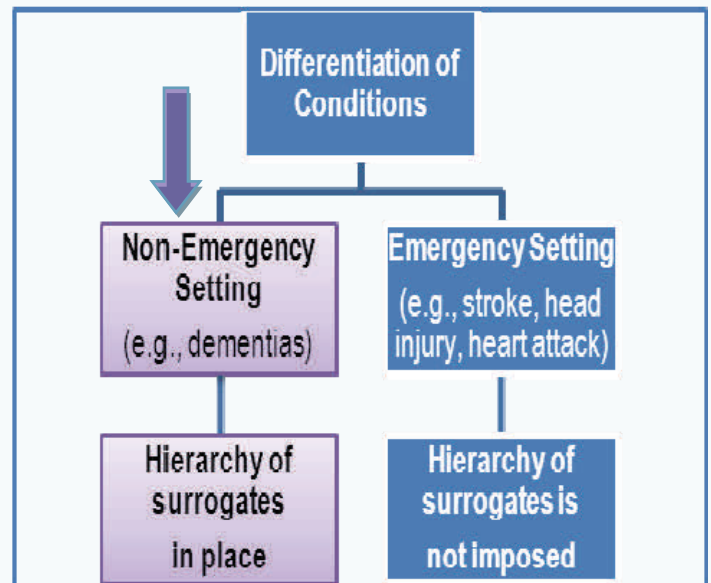 Differentiation of
Conditions
Non-Emergency
Setting
(e.g., dementias)
Hierarchy of
surrogates
in place
Emergency Setting
(e.g., stroke, head
injury, heart attack)
Hierarchy of
surrogates is
not imposed